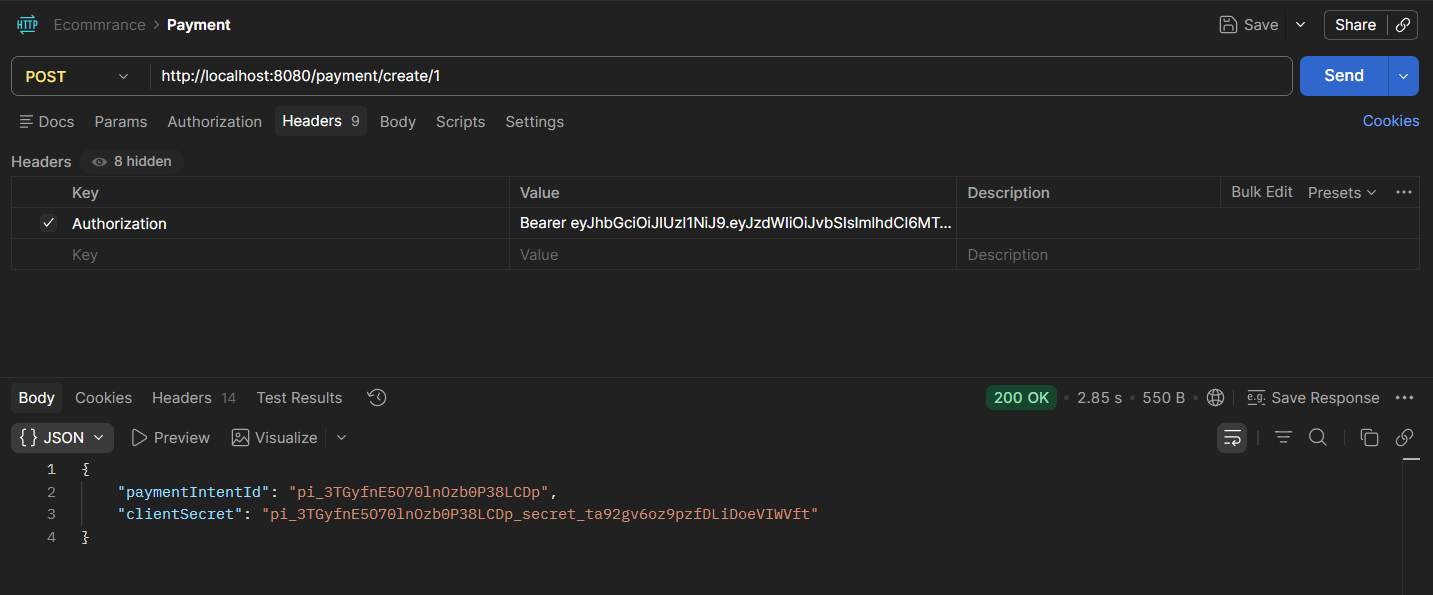 HTTP Ecommrance > Payment Save Share
POST http://localhost:8080/payment/create/1 Send
Docs Params Authorization Headers 9 Body Scripts Settings Cookies
Headers 8 hidden
Key Value Description Bulk Edit Presets
Authorization Bearer eyJhbGciOiJIUzI1NiJ9.eyJzdWIiOiJvbSIsImlhdCI6MT...
Key Value Description
Body Cookies Headers 14 Test Results 200 OK • 2.85 s • 550 B • e.g. Save Response
{} JSON Preview Visualize
1 {
2 "paymentIntentId": "pi_3TGyfnE5O70lnOzb0P38LCDp",
3 "clientSecret": "pi_3TGyfnE5O70lnOzb0P38LCDp_secret_ta92gv6oz9pzfDLiDoeVIWVft"
4 }